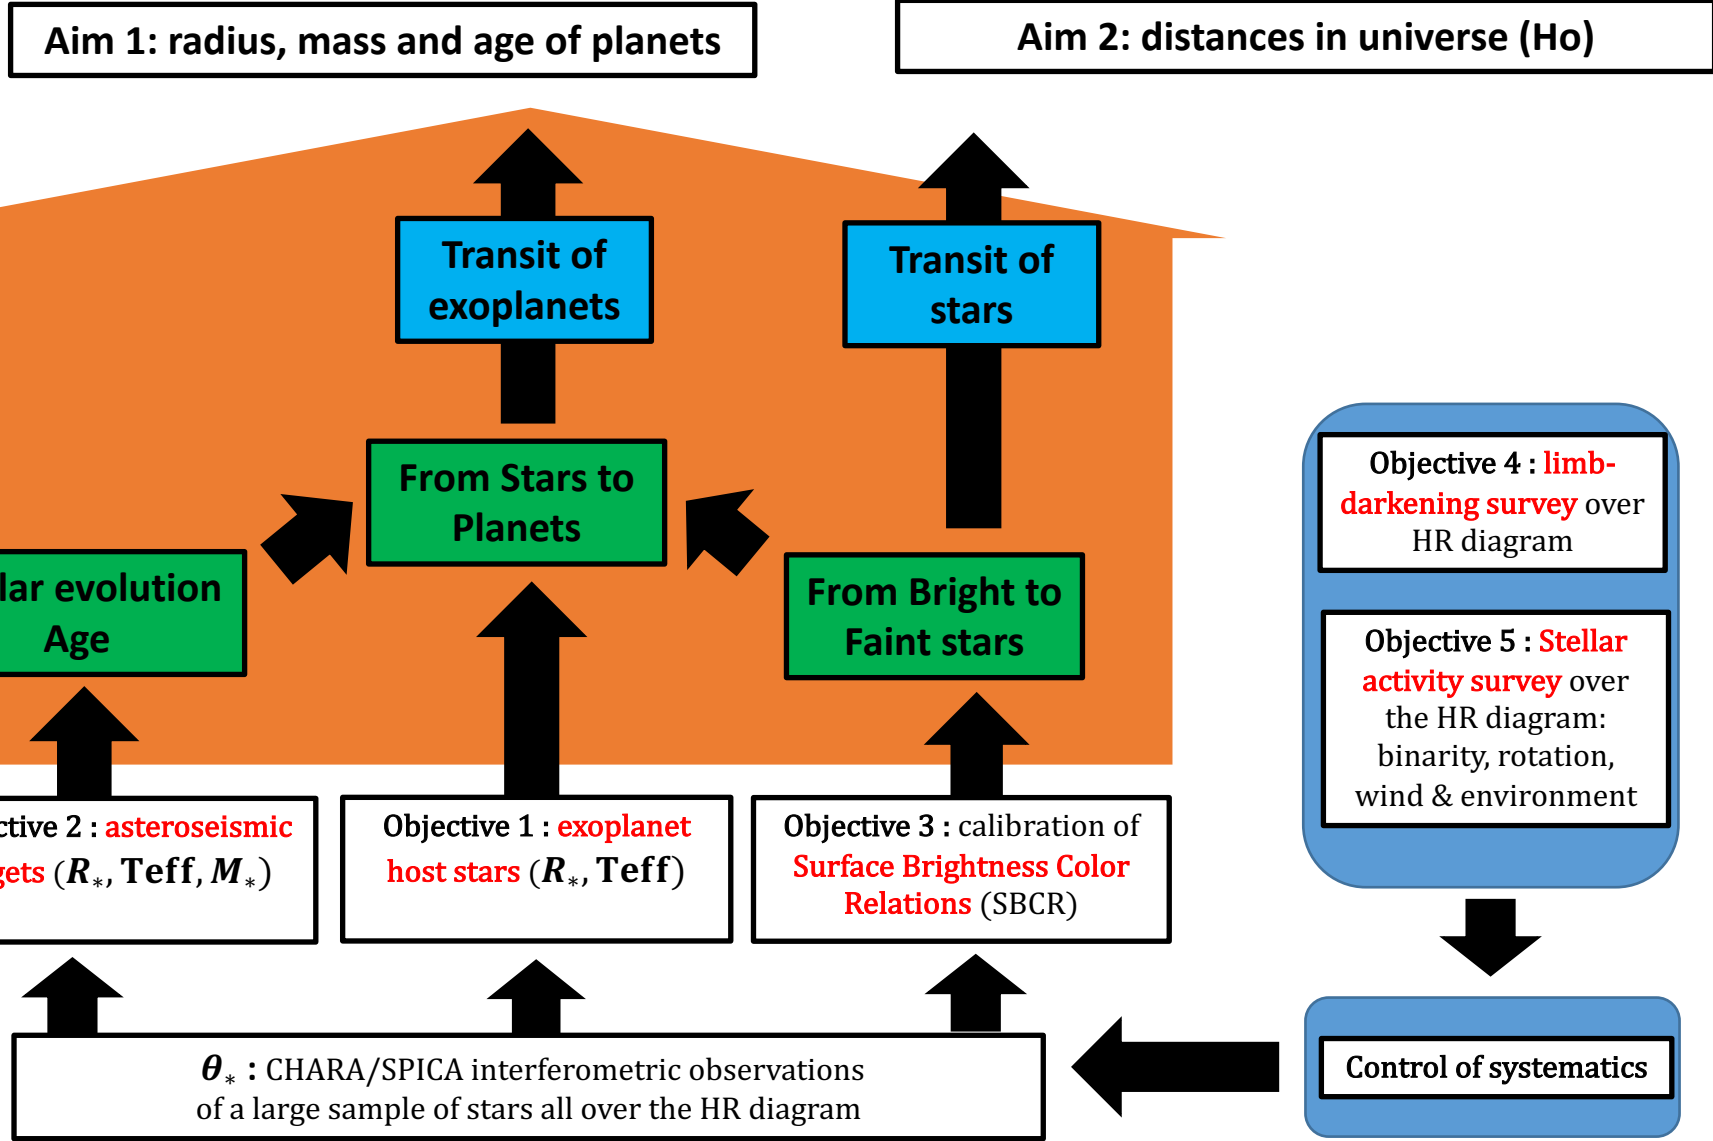 Aim 1: radius, mass and age of planets
Aim 2: distances in universe (Ho)
Transit of
exoplanets
Transit of
stars
From Stars to
Planets
lar evolution
Age
From Bright to
Faint stars
Objective 4 : limb-
darkening survey over
HR diagram
Objective 5 : Stellar
activity survey over
the HR diagram:
binarity, rotation,
wind & environment
ctive 2 : asteroseismic
gets (R*, Teff, M*)
Objective 1 : exoplanet
host stars (R*, Teff)
Objective 3 : calibration of
Surface Brightness Color
Relations (SBCR)
θ* : CHARA/SPICA interferometric observations
of a large sample of stars all over the HR diagram
Control of systematics